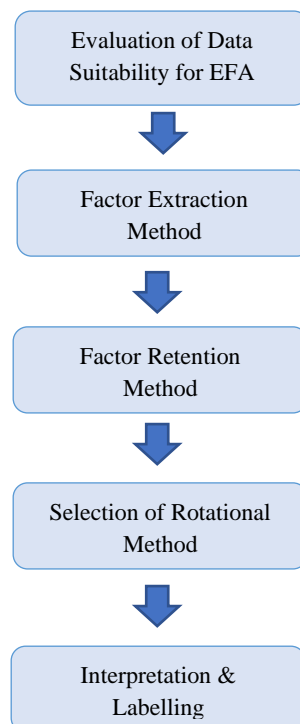 Evaluation of Data
Suitability for EFA
Factor Extraction
Method
Factor Retention
Method
Selection of Rotational
Method
Interpretation &
Labelling